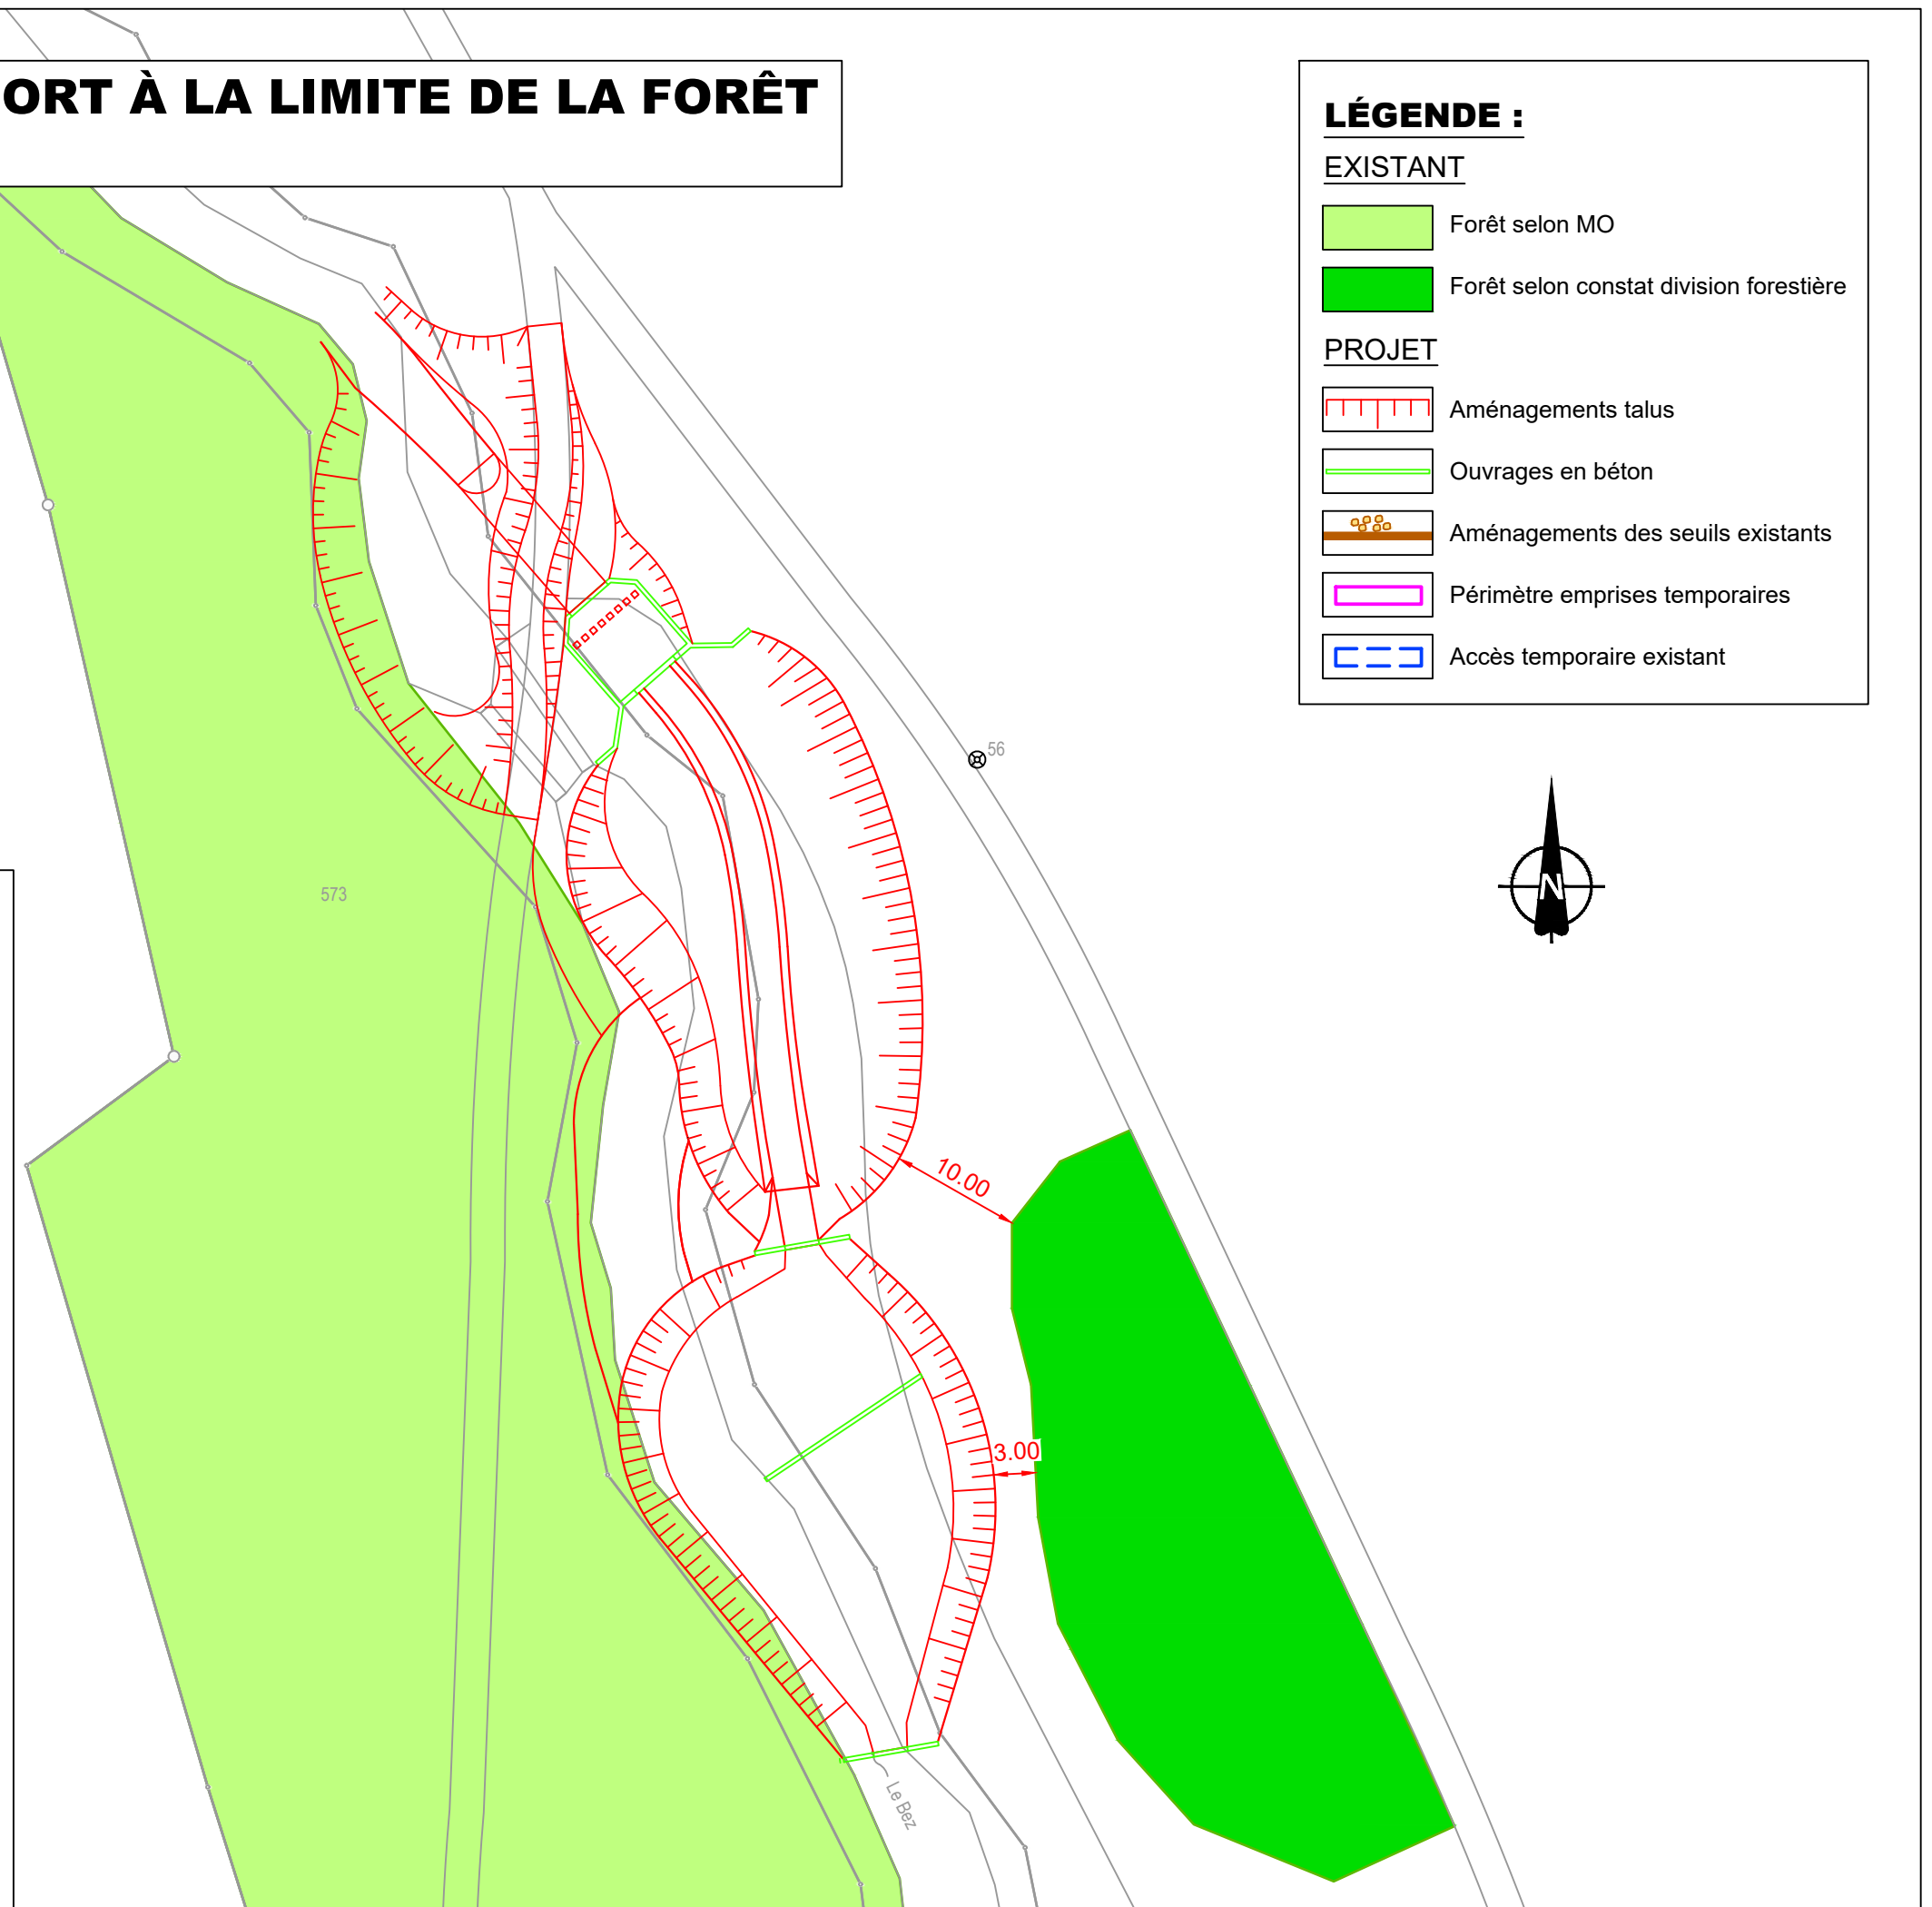 ORT À LA LIMITE DE LA FORÊT
LÉGENDE :
EXISTANT
Forêt selon MO
Forêt selon constat division forestière
PROJET
Aménagements talus
Ouvrages en béton
Aménagements des seuils existants
Périmètre emprises temporaires
Accès temporaire existant
56
N
573
10.00
3.00
Le Bez